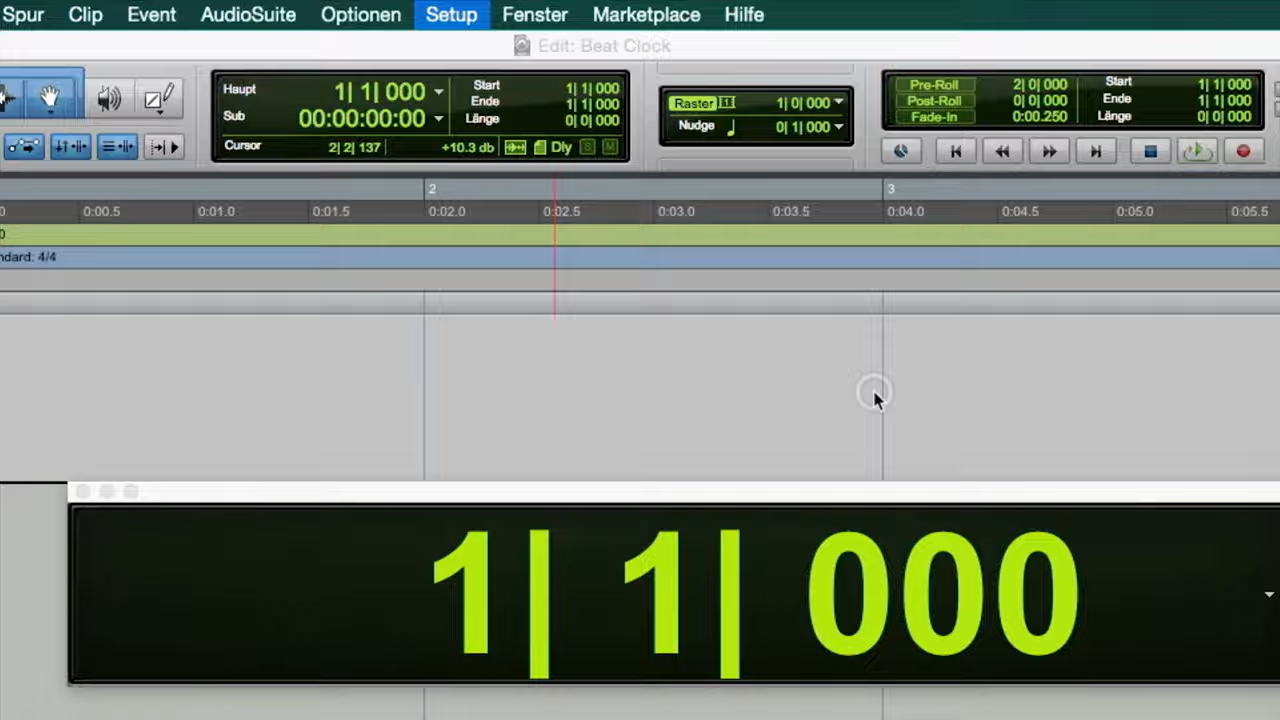 Spur Clip Event AudioSuite Optionen Setup Fenster Marketplace Hilfe
Edit: Beat Clock
Haupt 1| 1| 000
Sub 00:00:00:00
Cursor 2| 2| 137 +10.3 db Dly S M
Start 1| 1| 000
Ende 1| 1| 000
Länge 0| 0| 000
Raster 1| 0| 000
Nudge 0| 1| 000
Pre-Roll 2| 0| 000
Post-Roll 0| 0| 000
Fade-In 0:00.250
Start 1| 1| 000
Ende 1| 1| 000
Länge 0| 0| 000
2 3
0:00.5 0:01.0 0:01.5 0:02.0 0:02.5 0:03.0 0:03.5 0:04.0 0:04.5 0:05.0 0:05.5
0
ndard: 4/4
1| 1| 000